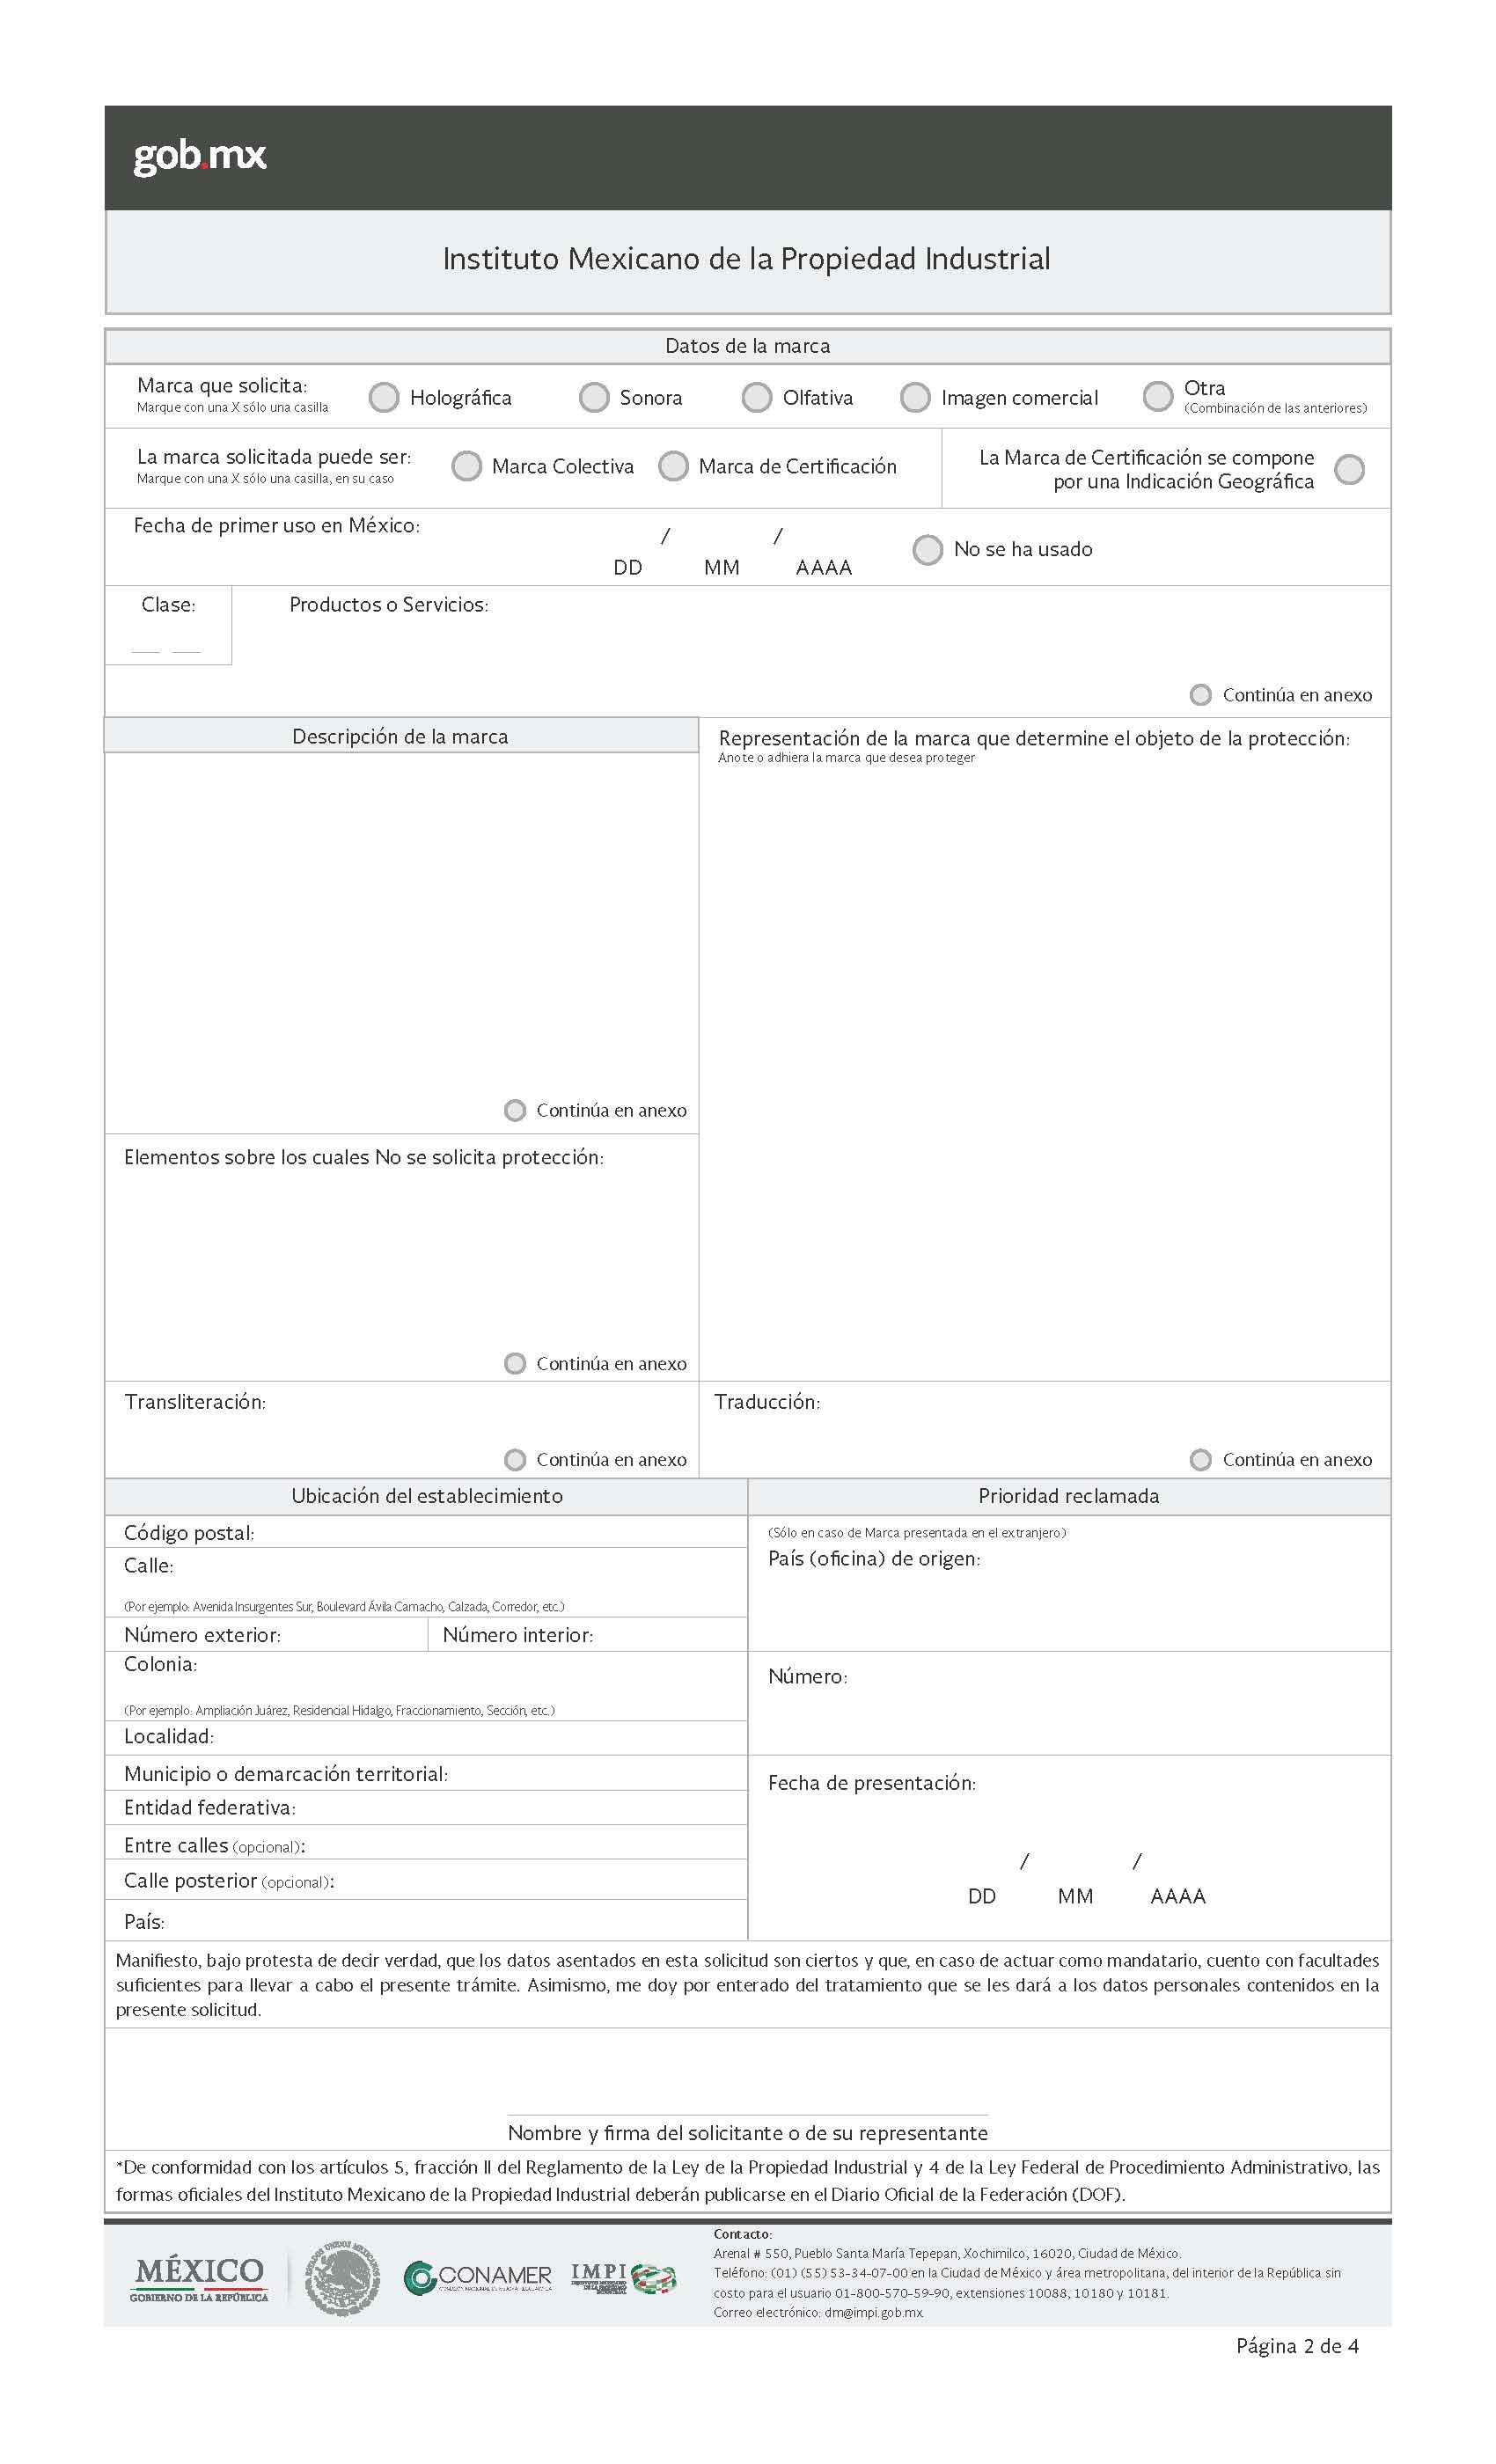 gob.mx
Instituto Mexicano de la Propiedad Industrial
Datos de la marca
Marca que solicita:
Marque con una X sólo una casilla
Holográfica
Sonora
Olfativa
Imagen comercial
Otra
(Combinación de las anteriores)
La marca solicitada puede ser:
Marque con una X sólo una casilla, en su caso
Marca Colectiva
Marca de Certificación
La Marca de Certificación se compone
por una Indicación Geográfica
Fecha de primer uso en México:
/ /
DD MM AAAA
No se ha usado
Clase:
Productos o Servicios:
Continúa en anexo
Descripción de la marca
Continúa en anexo
Representación de la marca que determine el objeto de la protección:
Anote o adhiera la marca que desea proteger
Elementos sobre los cuales No se solicita protección:
Continúa en anexo
Transliteración:
Continúa en anexo
Traducción:
Continúa en anexo
Ubicación del establecimiento
Código postal:
Calle:
(Por ejemplo: Avenida Insurgentes Sur, Boulevard Ávila Camacho, Calzada, Corredor, etc.)
Número exterior:
Número interior:
Colonia:
(Por ejemplo: Ampliación Juárez, Residencial Hidalgo, Fraccionamiento, Sección, etc.)
Localidad:
Municipio o demarcación territorial:
Entidad federativa:
Entre calles (opcional):
Calle posterior (opcional):
País:
Prioridad reclamada
(Sólo en caso de Marca presentada en el extranjero)
País (oficina) de origen:
Número:
Fecha de presentación:
/ /
DD MM AAAA
Manifiesto, bajo protesta de decir verdad, que los datos asentados en esta solicitud son ciertos y que, en caso de actuar como mandatario, cuento con facultades
suficientes para llevar a cabo el presente trámite. Asimismo, me doy por enterado del tratamiento que se les dará a los datos personales contenidos en la
presente solicitud.
Nombre y firma del solicitante o de su representante
*De conformidad con los artículos 5, fracción II del Reglamento de la Ley de la Propiedad Industrial y 4 de la Ley Federal de Procedimiento Administrativo, las
formas oficiales del Instituto Mexicano de la Propiedad Industrial deberán publicarse en el Diario Oficial de la Federación (DOF).
MÉXICO
GOBIERNO DE LA REPÚBLICA
ESTADOS UNIDOS MEXICANOS
CONAMER
IMPI
INSTITUTO MEXICANO
DE LA PROPIEDAD
INDUSTRIAL
Contacto:
Arenal # 550, Pueblo Santa María Tepepan, Xochimilco, 16020, Ciudad de México.
Teléfono: (01) (55) 53-34-07-00 en la Ciudad de México y área metropolitana, del interior de la República sin
costo para el usuario 01-800-570-59-90, extensiones 10088, 10180 y 10181.
Correo electrónico: dm@impi.gob.mx
Página 2 de 4